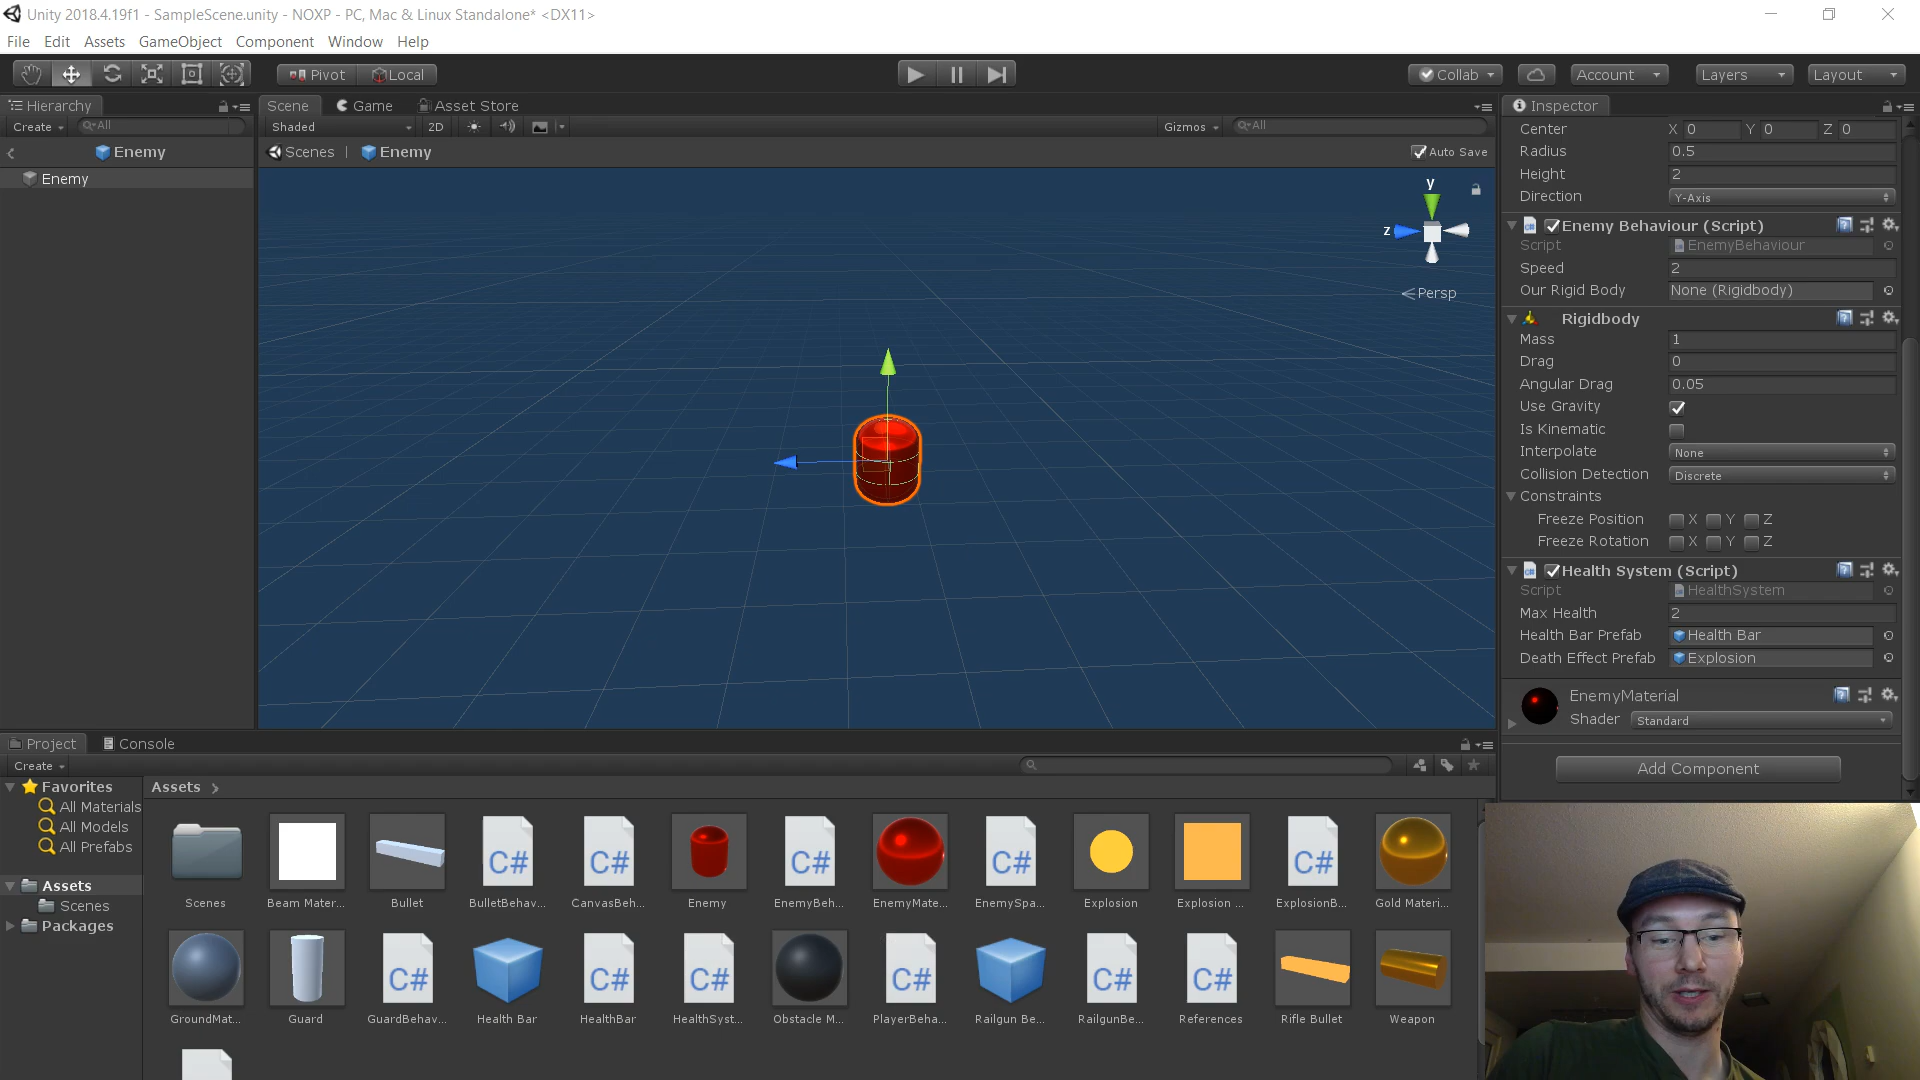 Unity 2018.4.19f1 - SampleScene.unity - NOXP - PC, Mac & Linux Standalone* <DX11>
File Edit Assets GameObject Component Window Help
Pivot Local Collab Account Layers Layout
Hierarchy
Create All
Enemy
Enemy
Scene Game Asset Store
Shaded 2D Gizmos All
Scenes | Enemy Auto Save
y
z
Persp
Inspector
Center X 0 Y 0 Z 0
Radius 0.5
Height 2
Direction Y-Axis
Enemy Behaviour (Script)
Script EnemyBehaviour
Speed 2
Our Rigid Body None (Rigidbody)
Rigidbody
Mass 1
Drag 0
Angular Drag 0.05
Use Gravity
Is Kinematic
Interpolate None
Collision Detection Discrete
Constraints
Freeze Position X Y Z
Freeze Rotation X Y Z
Health System (Script)
Script HealthSystem
Max Health 2
Health Bar Prefab Health Bar
Death Effect Prefab Explosion
EnemyMaterial
Shader Standard
Add Component
Project Console
Create
Favorites
All Materials
All Models
All Prefabs
Assets
Scenes
Packages
Assets
C# C# C# C# C#
Scenes Beam Mater... Bullet BulletBehav... CanvasBeh... Enemy EnemyBeh... EnemyMate... EnemySpa... Explosion Explosion ... ExplosionB... Gold Materi...
C# C# C# C# C# C#
GroundMat... Guard GuardBehav... Health Bar HealthBar HealthSyst... Obstacle M... PlayerBeha... Railgun Be... RailgunBe... References Rifle Bullet Weapon